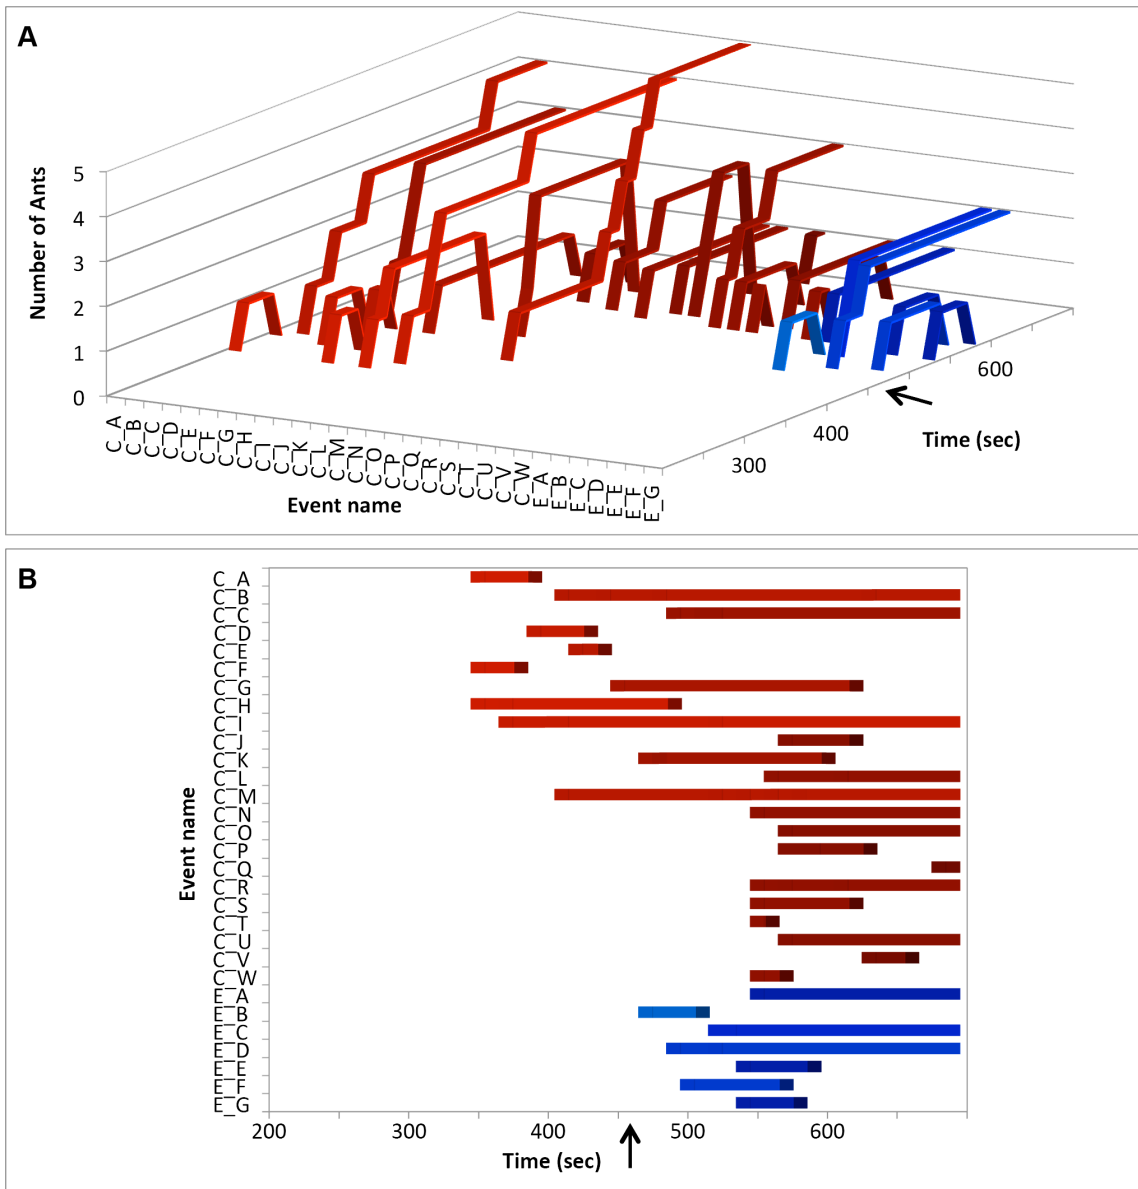 A
Number of Ants
5
4
3
2
1
0
C_A
C_B
C_C
C_D
C_E
C_F
C_G
C_H
C_I
C_J
C_K
C_L
C_M
C_N
C_O
C_P
C_Q
C_R
C_S
C_T
C_U
C_V
C_W
E_A
E_B
E_C
E_D
E_E
E_F
E_G
Event name
300
400
600
Time (sec)
B
Event name
C_A
C_B
C_C
C_D
C_E
C_F
C_G
C_H
C_I
C_J
C_K
C_L
C_M
C_N
C_O
C_P
C_Q
C_R
C_S
C_T
C_U
C_V
C_W
E_A
E_B
E_C
E_D
E_E
E_F
E_G
200 300 400 500 600
Time (sec)